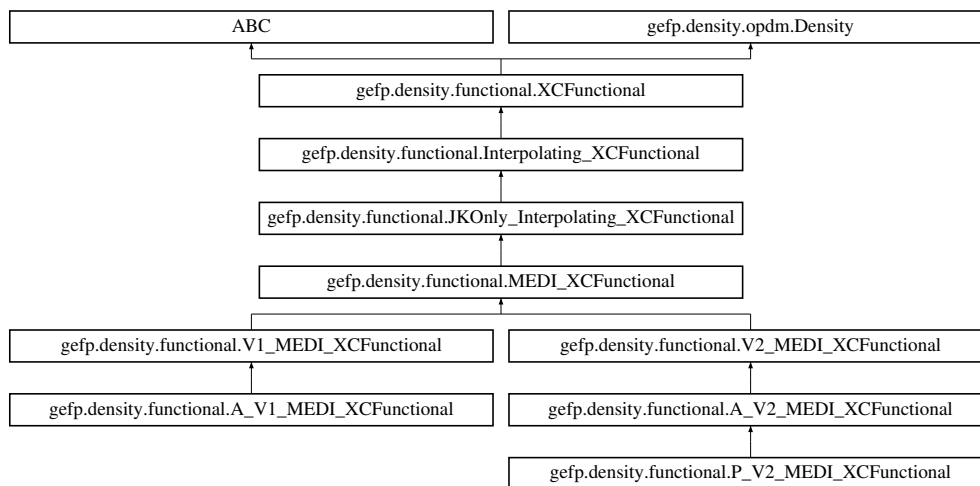 ABC
gefp.density.opdm.Density
gefp.density.functional.XCFunctional
gefp.density.functional.Interpolating_XCFunctional
gefp.density.functional.JKOnly_Interpolating_XCFunctional
gefp.density.functional.MEDI_XCFunctional
gefp.density.functional.V1_MEDI_XCFunctional
gefp.density.functional.V2_MEDI_XCFunctional
gefp.density.functional.A_V1_MEDI_XCFunctional
gefp.density.functional.A_V2_MEDI_XCFunctional
gefp.density.functional.P_V2_MEDI_XCFunctional